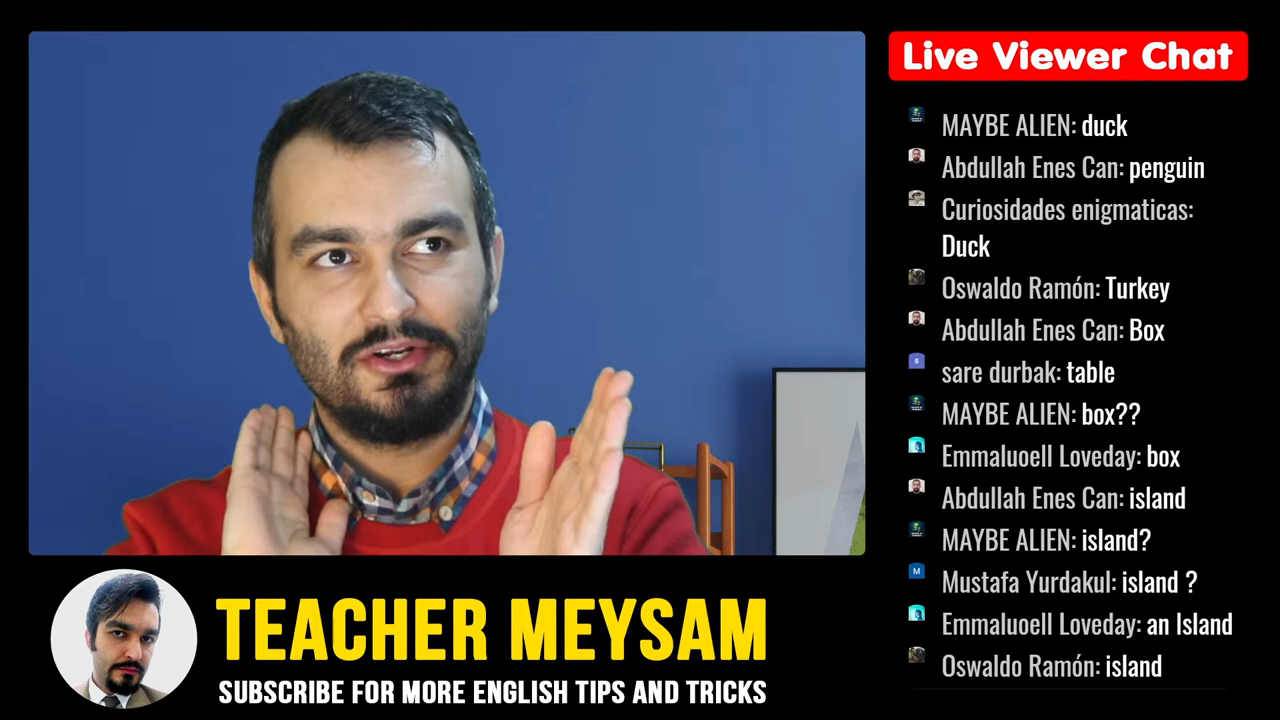 Live Viewer Chat
MAYBE ALIEN: duck
Abdullah Enes Can: penguin
Curiosidades enigmaticas:
Duck
Oswaldo Ramón: Turkey
Abdullah Enes Can: Box
sare durbak: table
MAYBE ALIEN: box??
Emmaluoell Loveday: box
Abdullah Enes Can: island
MAYBE ALIEN: island?
Mustafa Yurdakul: island ?
Emmaluoell Loveday: an Island
Oswaldo Ramón: island
TEACHER MEYSAM
SUBSCRIBE FOR MORE ENGLISH TIPS AND TRICKS